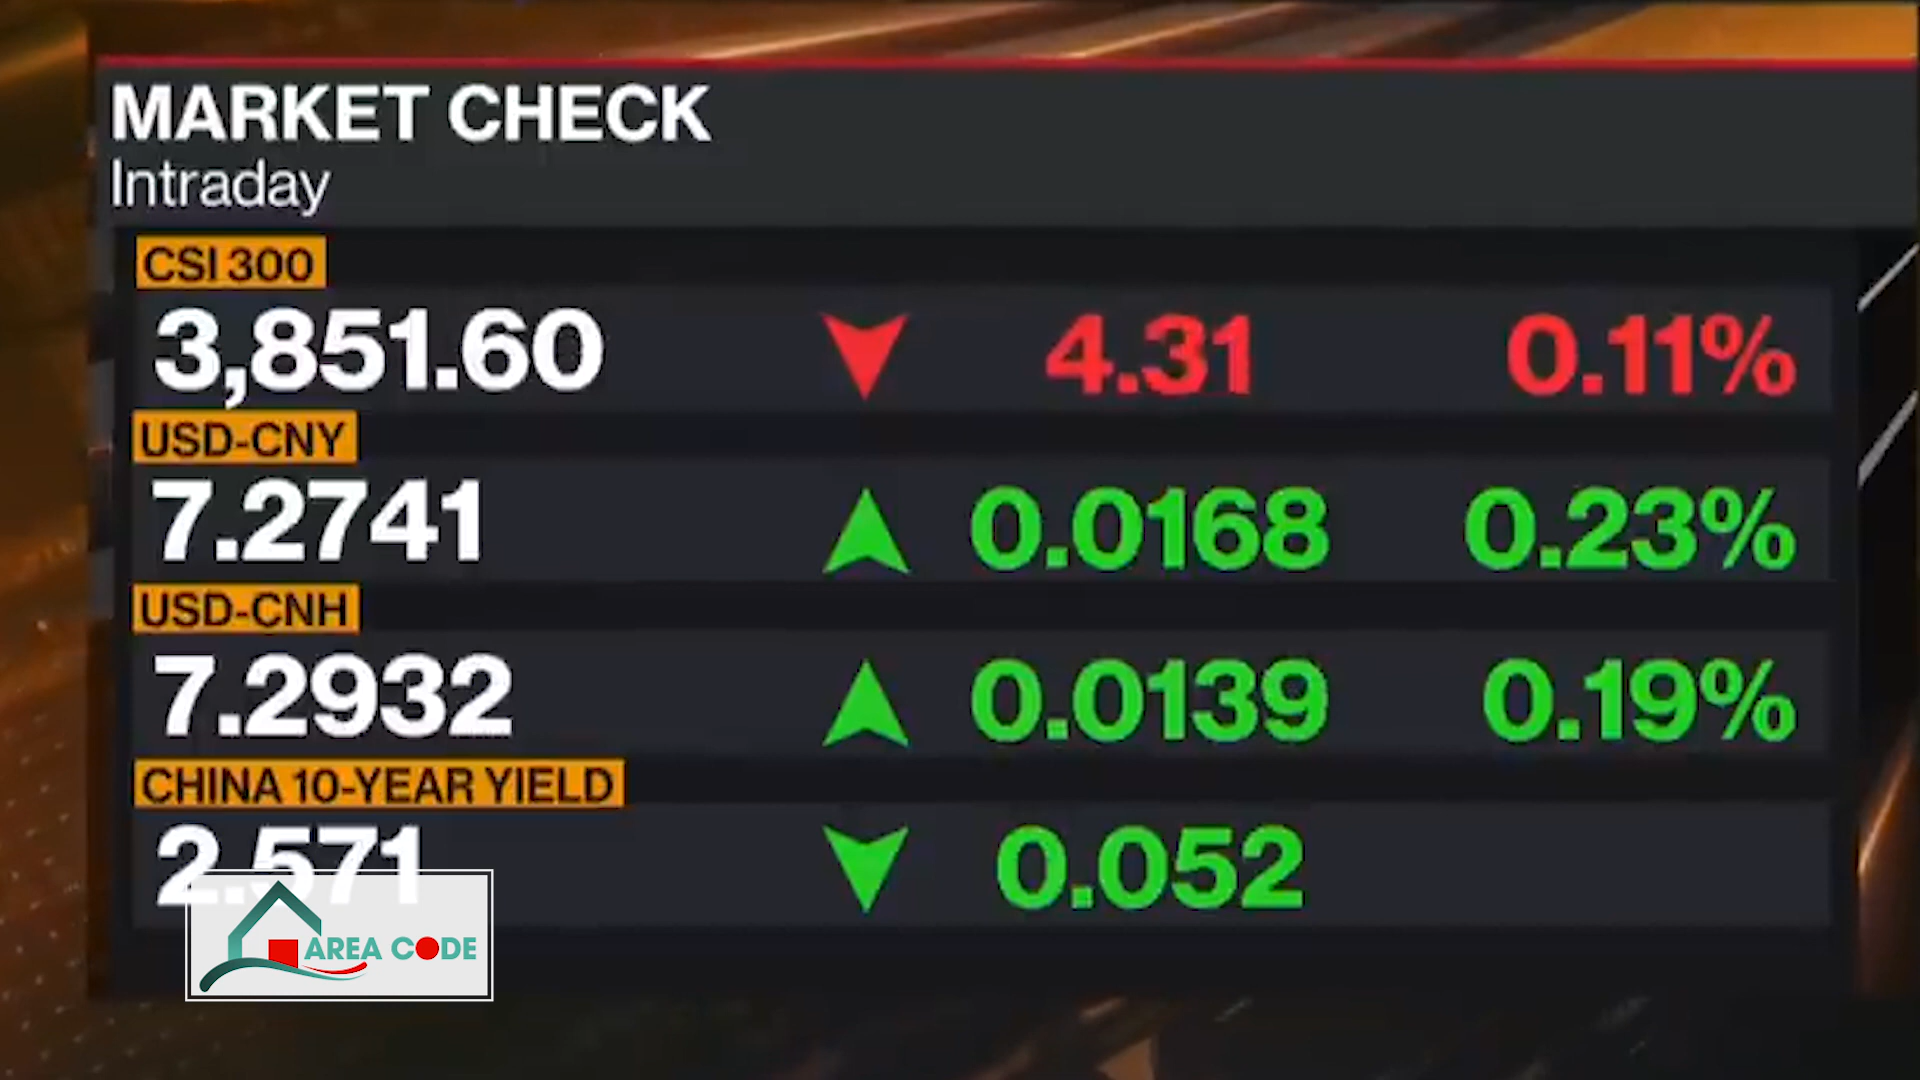 MARKET CHECK
Intraday
CSI 300
3,851.60 4.31 0.11%
USD-CNY
7.2741 0.0168 0.23%
USD-CNH
7.2932 0.0139 0.19%
CHINA 10-YEAR YIELD
2.571 0.052
AREA CODE